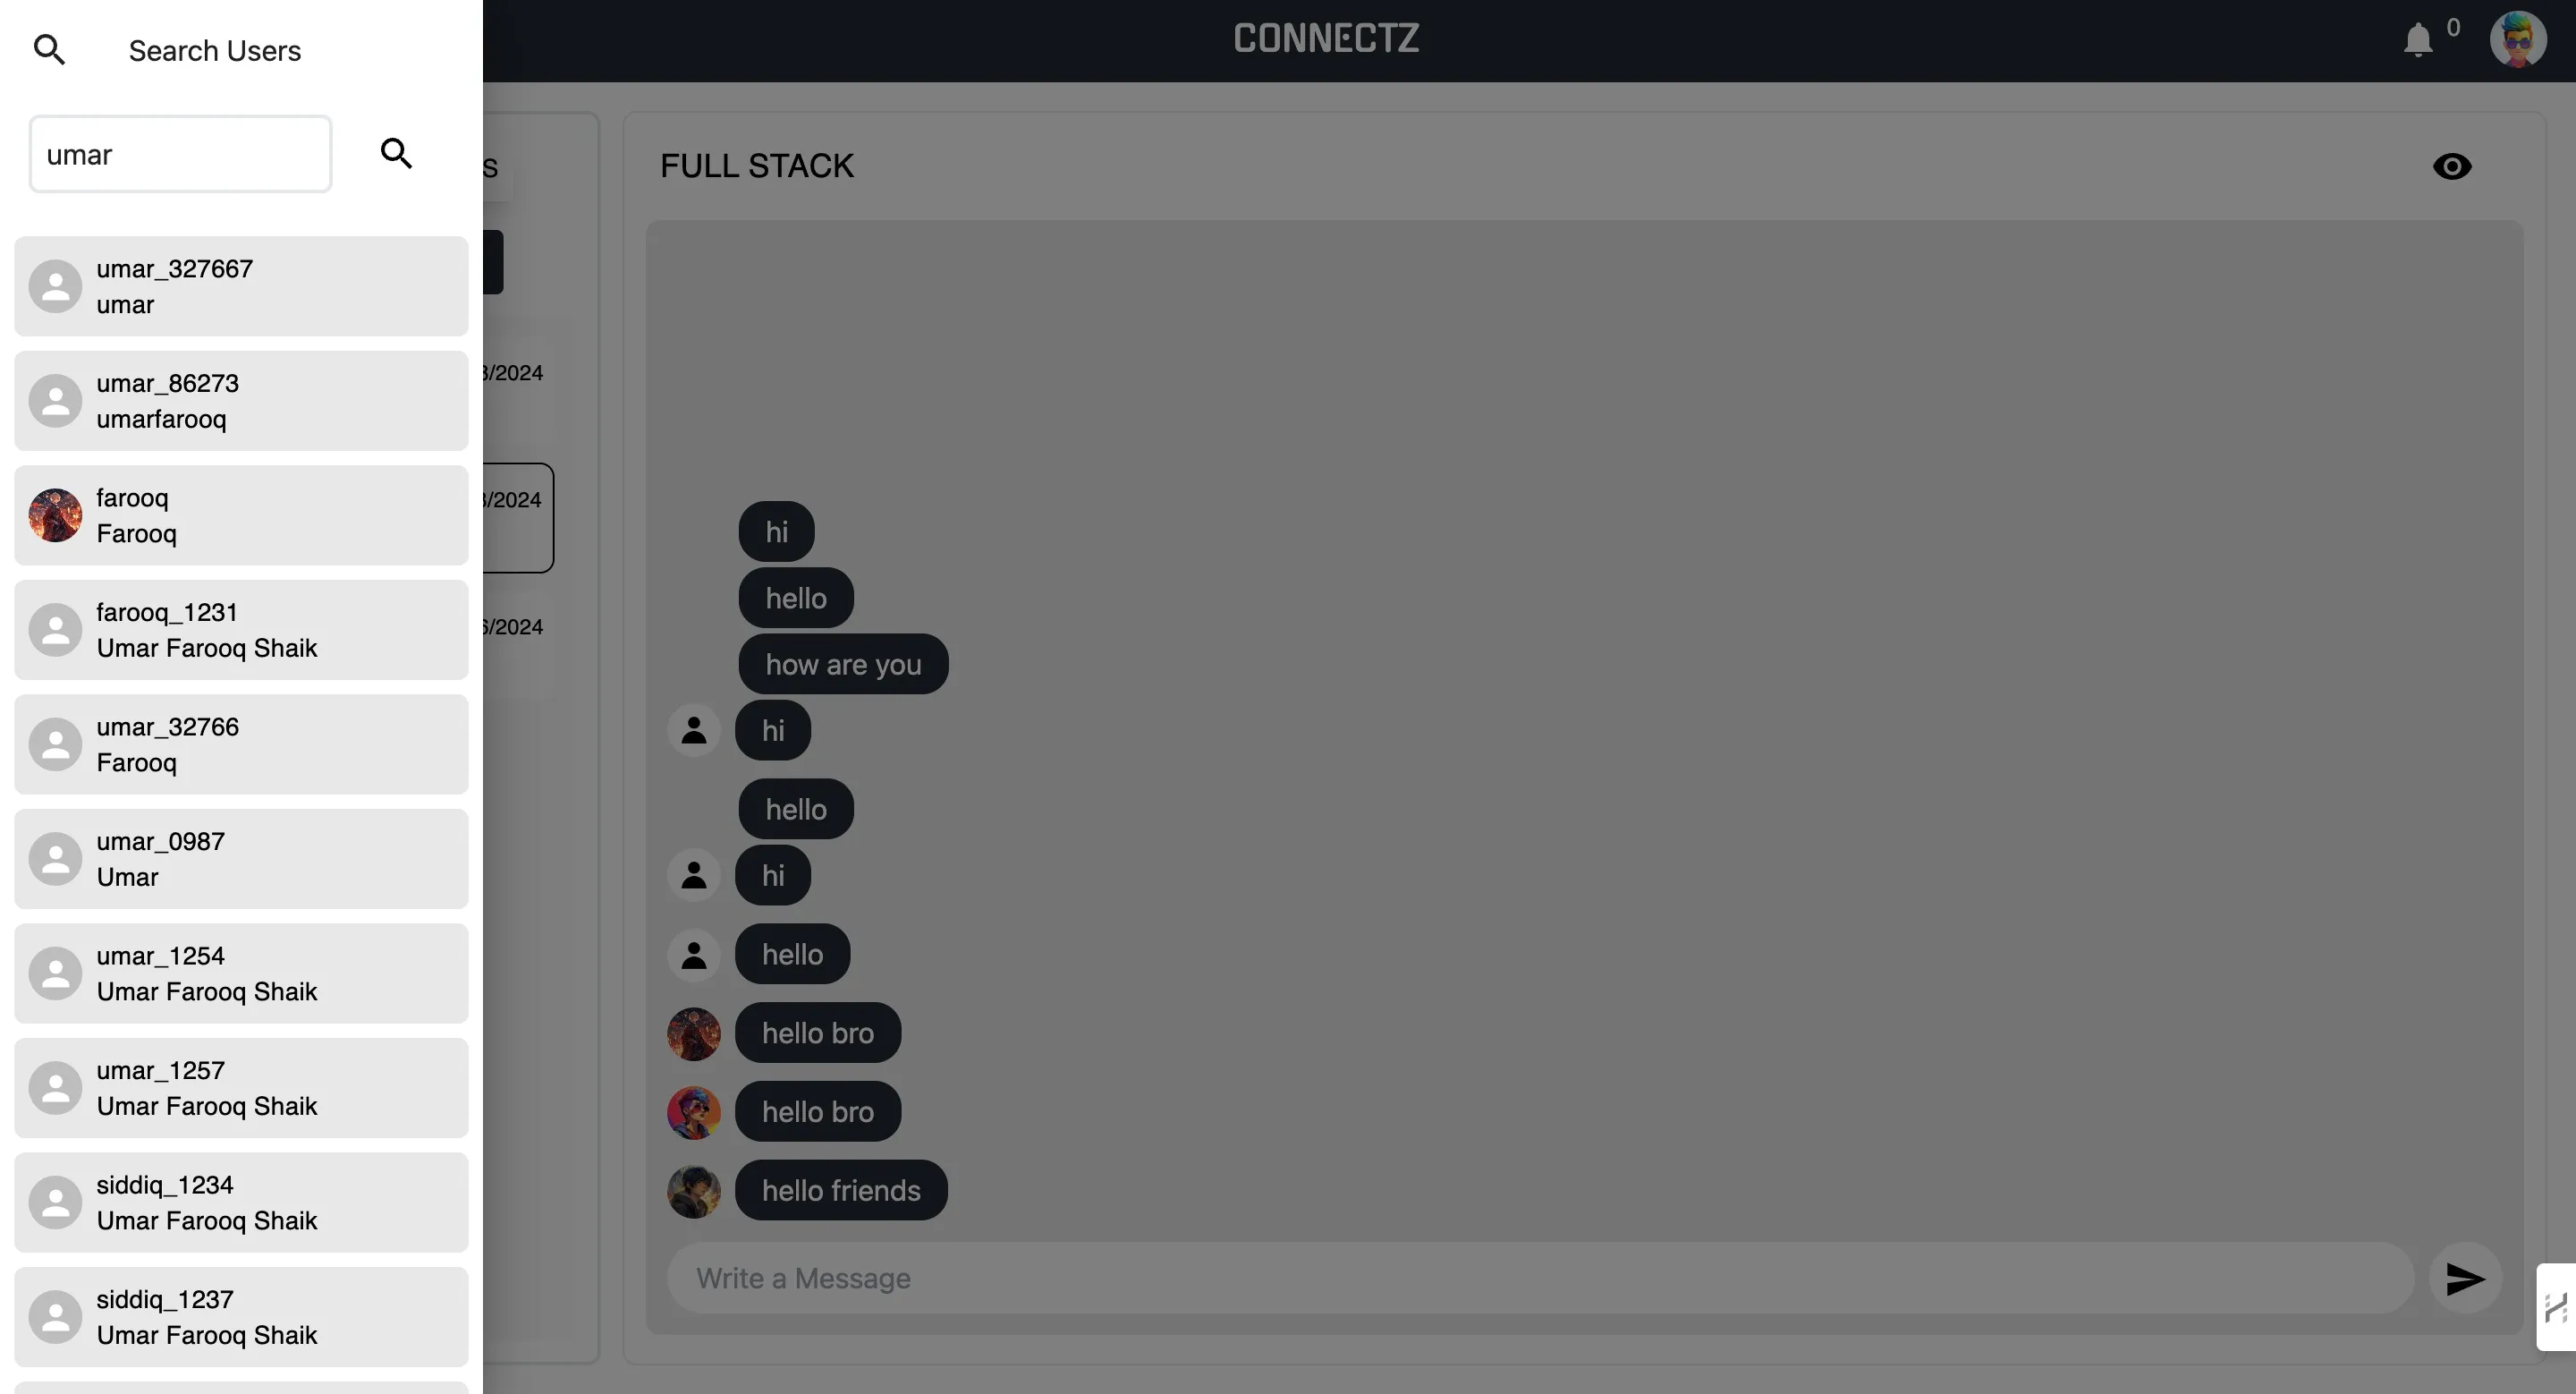 Search Users
umar
umar_327667
umar
umar_86273
umarfarooq
farooq
Farooq
farooq_1231
Umar Farooq Shaik
umar_32766
Farooq
umar_0987
Umar
umar_1254
Umar Farooq Shaik
umar_1257
Umar Farooq Shaik
siddiq_1234
Umar Farooq Shaik
siddiq_1237
Umar Farooq Shaik
CONNECTZ
0
s
/2024
/2024
/2024
FULL STACK
hi
hello
how are you
hi
hello
hi
hello
hello bro
hello bro
hello friends
Write a Message